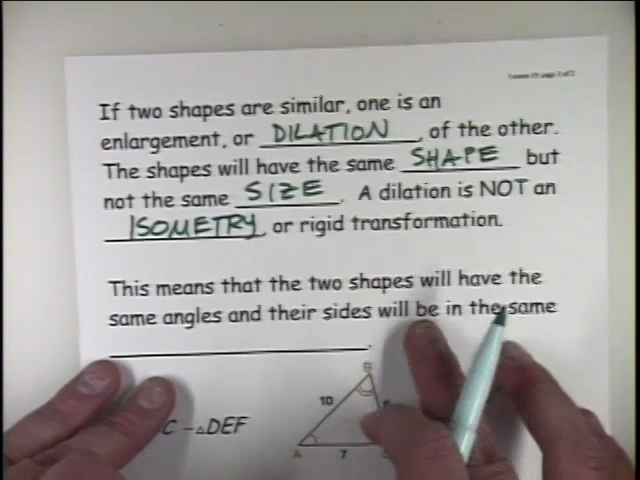 If two shapes are similar, one is an
enlargement, or DILATION, of the other.
The shapes will have the same SHAPE but
not the same SIZE. A dilation is NOT an
ISOMETRY, or rigid transformation.
This means that the two shapes will have the
same angles and their sides will be in the same
B
10
C ~△DEF
A
7